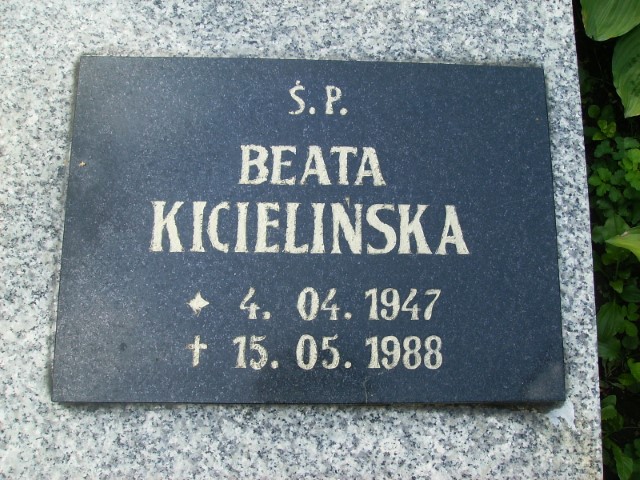 Ś.P.
BEATA
KICIELIŃSKA
✦ 4. 04. 1947
† 15. 05. 1988